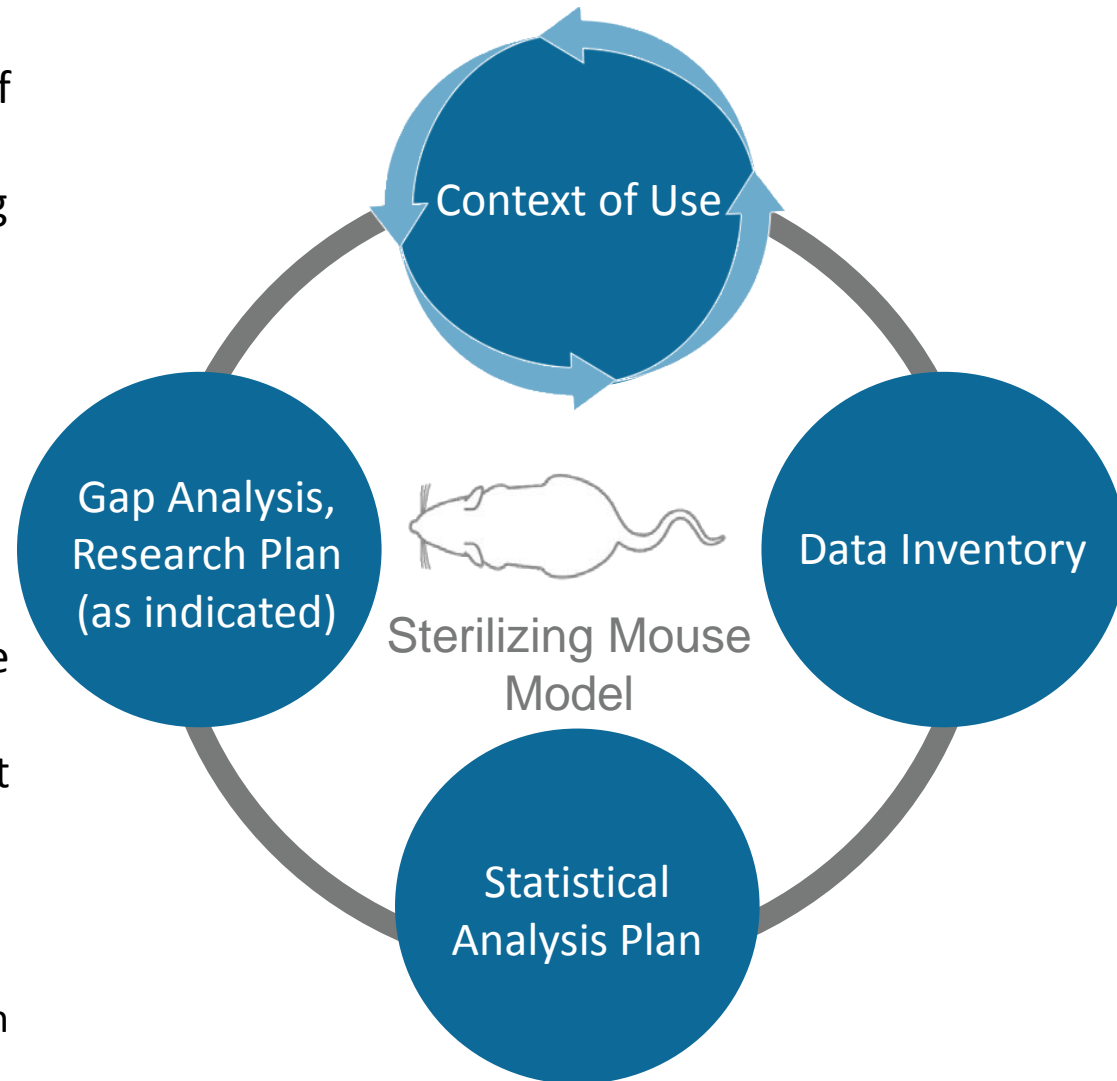 f
Context of Use
g
Gap Analysis,
Research Plan
(as indicated)
Data Inventory
Sterilizing Mouse
Model
e
t
Statistical
Analysis Plan
n